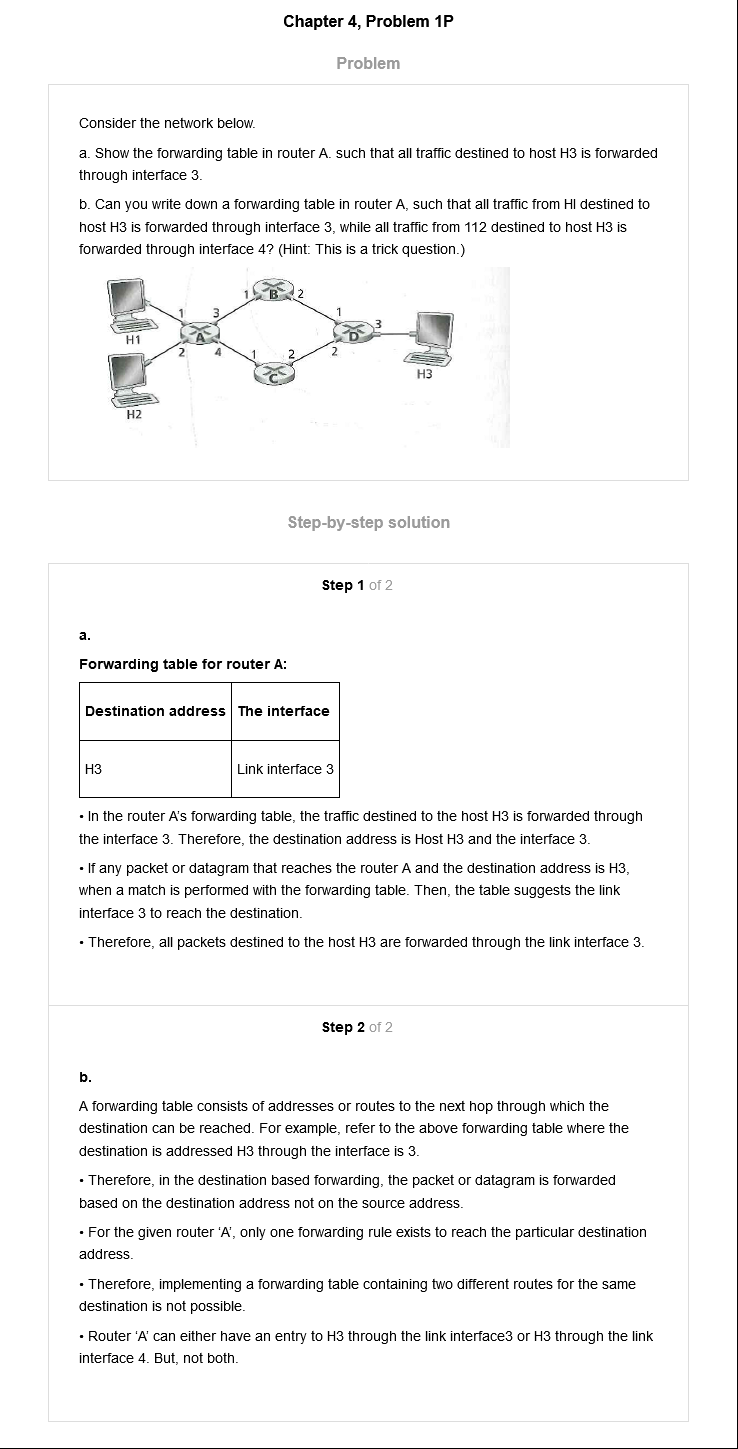 Chapter 4, Problem 1P
Problem
Consider the network below.
a. Show the forwarding table in router A. such that all traffic destined to host H3 is forwarded
through interface 3.
b. Can you write down a forwarding table in router A, such that all traffic from HI destined to
host H3 is forwarded through interface 3, while all traffic from 112 destined to host H3 is
forwarded through interface 4? (Hint: This is a trick question.)
1 B 2
1 3 1 3
A D
H1
2 4 1 2 2
C H3
H2
Step-by-step solution
Step 1 of 2
a.
Forwarding table for router A:
Destination address The interface
H3 Link interface 3
• In the router A's forwarding table, the traffic destined to the host H3 is forwarded through
the interface 3. Therefore, the destination address is Host H3 and the interface 3.
• If any packet or datagram that reaches the router A and the destination address is H3,
when a match is performed with the forwarding table. Then, the table suggests the link
interface 3 to reach the destination.
• Therefore, all packets destined to the host H3 are forwarded through the link interface 3.
Step 2 of 2
b.
A forwarding table consists of addresses or routes to the next hop through which the
destination can be reached. For example, refer to the above forwarding table where the
destination is addressed H3 through the interface is 3.
• Therefore, in the destination based forwarding, the packet or datagram is forwarded
based on the destination address not on the source address.
• For the given router 'A', only one forwarding rule exists to reach the particular destination
address.
• Therefore, implementing a forwarding table containing two different routes for the same
destination is not possible.
• Router 'A' can either have an entry to H3 through the link interface3 or H3 through the link
interface 4. But, not both.